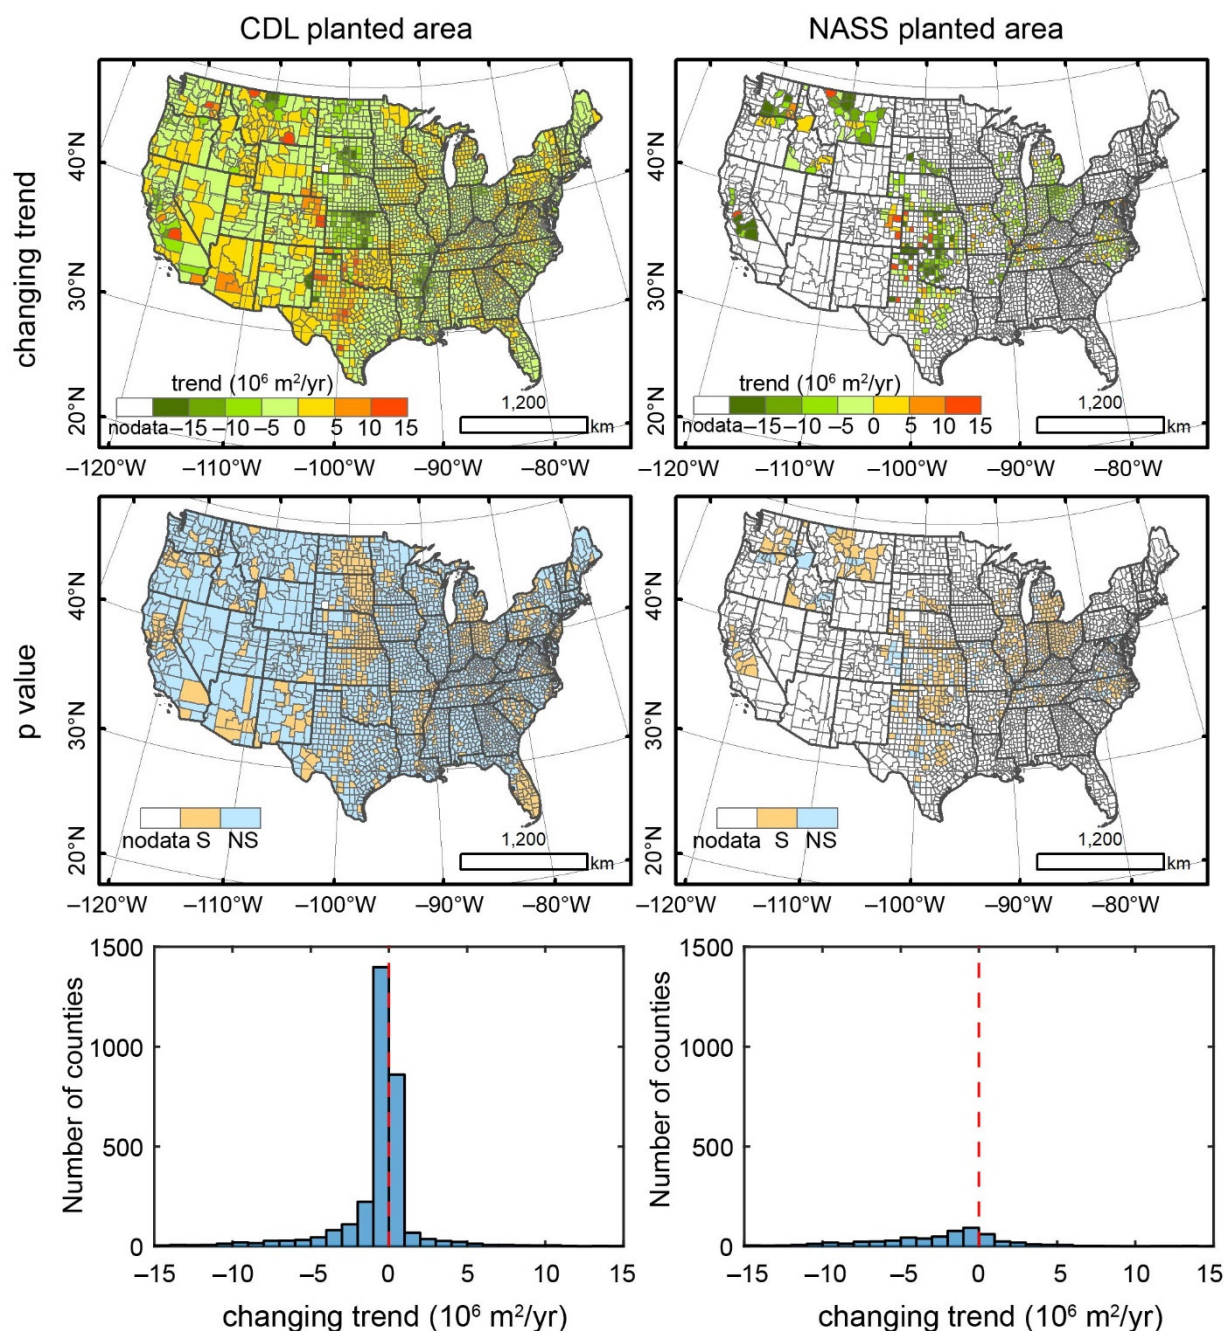 CDL planted area
NASS planted area
changing trend
40°N
30°N
20°N
trend (10⁶ m²/yr)
nodata –15 –10 –5 0 5 10 15
1,200
km
–120°W –110°W –100°W –90°W –80°W
40°N
30°N
20°N
trend (10⁶ m²/yr)
nodata –15 –10 –5 0 5 10 15
1,200
km
–120°W –110°W –100°W –90°W –80°W
p value
40°N
30°N
20°N
nodata S NS
1,200
km
–120°W –110°W –100°W –90°W –80°W
40°N
30°N
20°N
nodata S NS
1,200
km
–120°W –110°W –100°W –90°W –80°W
Number of counties
1500
1000
500
0
–15 –10 –5 0 5 10 15
changing trend (10⁶ m²/yr)
Number of counties
1500
1000
500
0
–15 –10 –5 0 5 10 15
changing trend (10⁶ m²/yr)